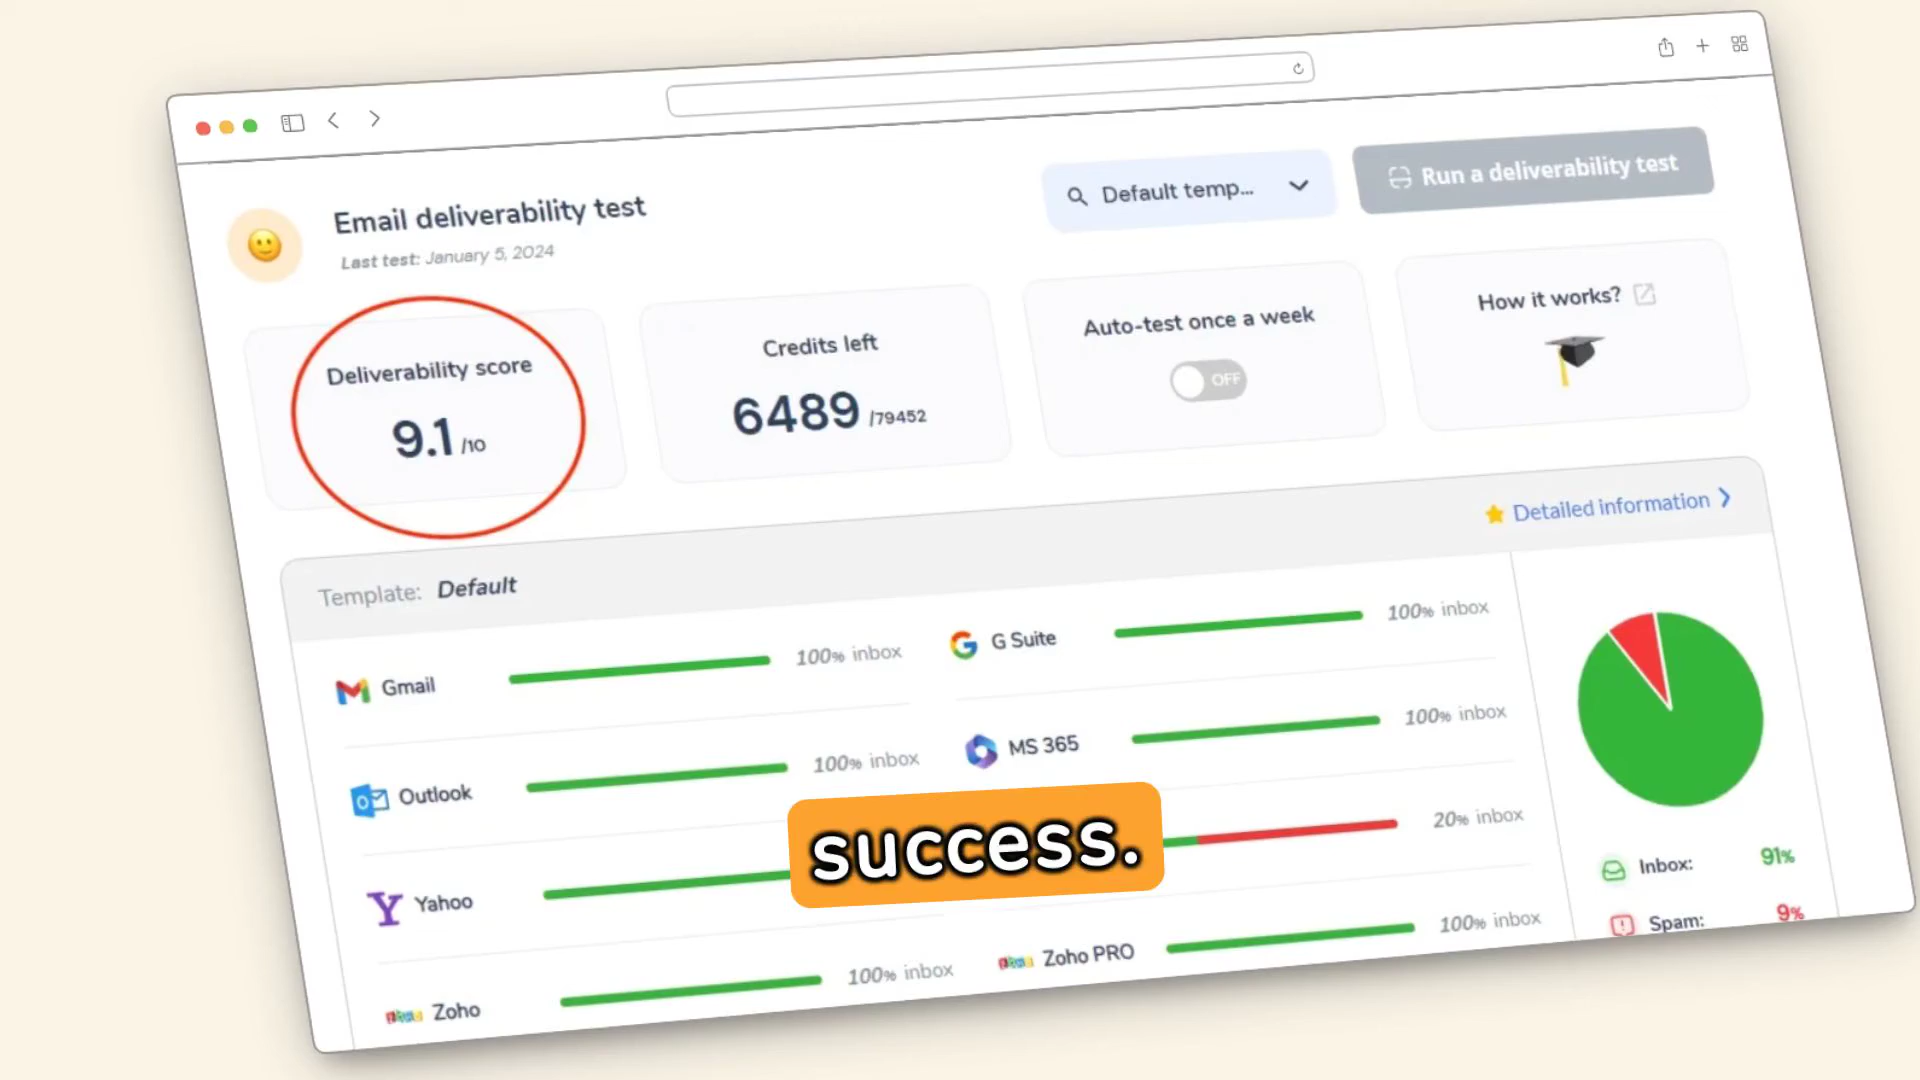 Email deliverability test
Last test: January 5, 2024
Default temp...
Run a deliverability test
Deliverability score
9.1 /10
Credits left
6489 /79452
Auto-test once a week
OFF
How it works?
Template: Default
Detailed information
Gmail 100% inbox
G Suite 100% inbox
Outlook 100% inbox
MS 365 100% inbox
Yahoo
20% inbox
Zoho 100% inbox
Zoho PRO 100% inbox
Inbox: 91%
Spam: 9%
success.